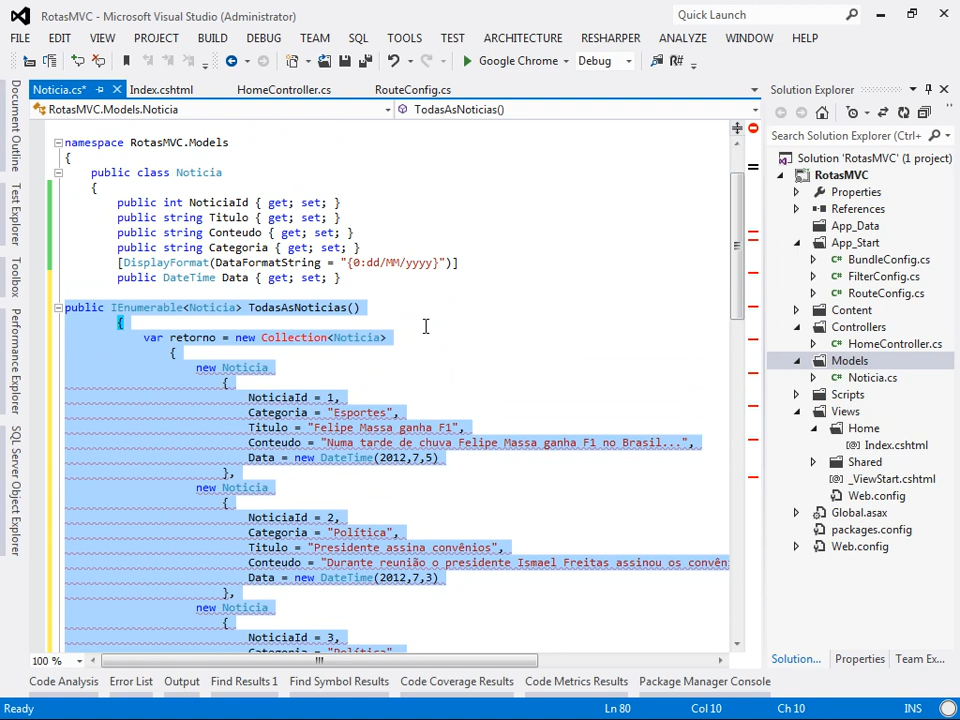 RotasMVC - Microsoft Visual Studio (Administrator)
Quick Launch
FILE EDIT VIEW PROJECT BUILD DEBUG TEAM SQL TOOLS TEST ARCHITECTURE RESHARPER ANALYZE WINDOW HELP
Google Chrome
Debug
R#
Noticia.cs*
Index.cshtml
HomeController.cs
RouteConfig.cs
RotasMVC.Models.Noticia
TodasAsNoticias()
Document Outline
Test Explorer
Toolbox
Performance Explorer
SQL Server Object Explorer
namespace RotasMVC.Models
{
public class Noticia
{
public int NoticiaId { get; set; }
public string Titulo { get; set; }
public string Conteudo { get; set; }
public string Categoria { get; set; }
[DisplayFormat(DataFormatString = "{0:dd/MM/yyyy}")]
public DateTime Data { get; set; }
public IEnumerable<Noticia> TodasAsNoticias()
{
var retorno = new Collection<Noticia>
{
new Noticia
{
NoticiaId = 1,
Categoria = "Esportes",
Titulo = "Felipe Massa ganha F1",
Conteudo = "Numa tarde de chuva Felipe Massa ganha F1 no Brasil...",
Data = new DateTime(2012,7,5)
},
new Noticia
{
NoticiaId = 2,
Categoria = "Política",
Titulo = "Presidente assina convênios",
Conteudo = "Durante reunião o presidente Ismael Freitas assinou os convên
Data = new DateTime(2012,7,3)
},
new Noticia
{
NoticiaId = 3,
Categoria = "Política"
100 %
Solution Explorer
Search Solution Explorer (Ctrl+
Solution 'RotasMVC' (1 project)
RotasMVC
Properties
References
App_Data
App_Start
C# BundleConfig.cs
C# FilterConfig.cs
C# RouteConfig.cs
Content
Controllers
C# HomeController.cs
Models
C# Noticia.cs
Scripts
Views
Home
[@] Index.cshtml
Shared
[@] _ViewStart.cshtml
Web.config
Global.asax
packages.config
Web.config
Solution...
Properties
Team Ex...
Code Analysis
Error List
Output
Find Results 1
Find Symbol Results
Code Coverage Results
Code Metrics Results
Package Manager Console
Ready
Ln 80
Col 10
Ch 10
INS